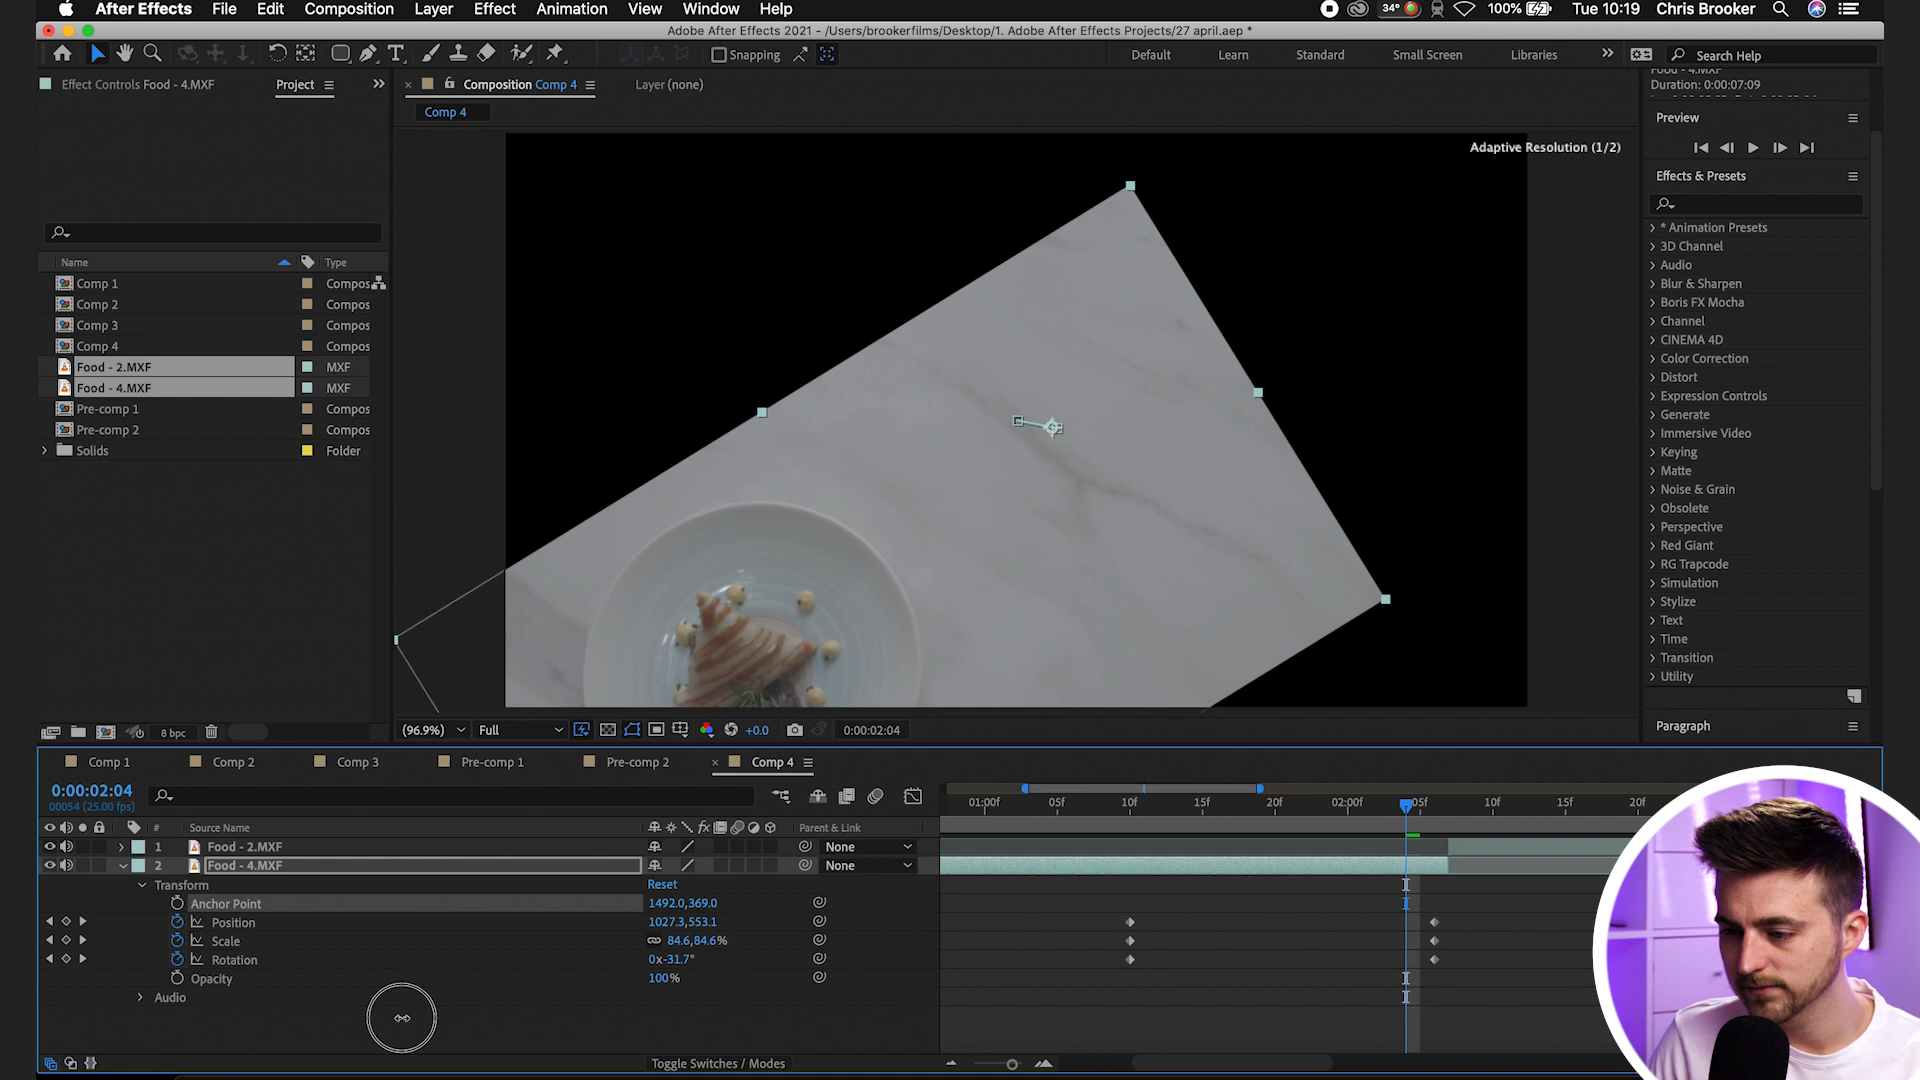 After Effects File Edit Composition Layer Effect Animation View Window Help 34° 100% Tue 10:19 Chris Brooker
Adobe After Effects 2021 - /Users/brookerfilms/Desktop/1. Adobe After Effects Projects/27 april.aep *
Snapping Default Learn Standard Small Screen Libraries Search Help
Effect Controls Food - 4.MXF Project Composition Comp 4 Layer (none)
Comp 4
Duration: 0:00:07:09
Preview
Adaptive Resolution (1/2)
Effects & Presets
* Animation Presets
3D Channel
Audio
Blur & Sharpen
Boris FX Mocha
Channel
CINEMA 4D
Color Correction
Distort
Expression Controls
Generate
Immersive Video
Keying
Matte
Noise & Grain
Obsolete
Perspective
Red Giant
RG Trapcode
Simulation
Stylize
Text
Time
Transition
Utility
Paragraph
Name Type
Comp 1 Compos
Comp 2 Compos
Comp 3 Compos
Comp 4 Compos
Food - 2.MXF MXF
Food - 4.MXF MXF
Pre-comp 1 Compos
Pre-comp 2 Compos
Solids Folder
8 bpc (96.9%) Full +0.0 0:00:02:04
Comp 1 Comp 2 Comp 3 Pre-comp 1 Pre-comp 2 Comp 4
0:00:02:04
00054 (25.00 fps)
01:00f 05f 10f 15f 20f 02:00f 05f 10f 15f 20f
# Source Name fx Parent & Link
1 Food - 2.MXF None
2 Food - 4.MXF None
Transform Reset
Anchor Point 1492.0,369.0
Position 1027.3,553.1
Scale 84.6,84.6%
Rotation 0x-31.7°
Opacity 100%
Audio
Toggle Switches / Modes